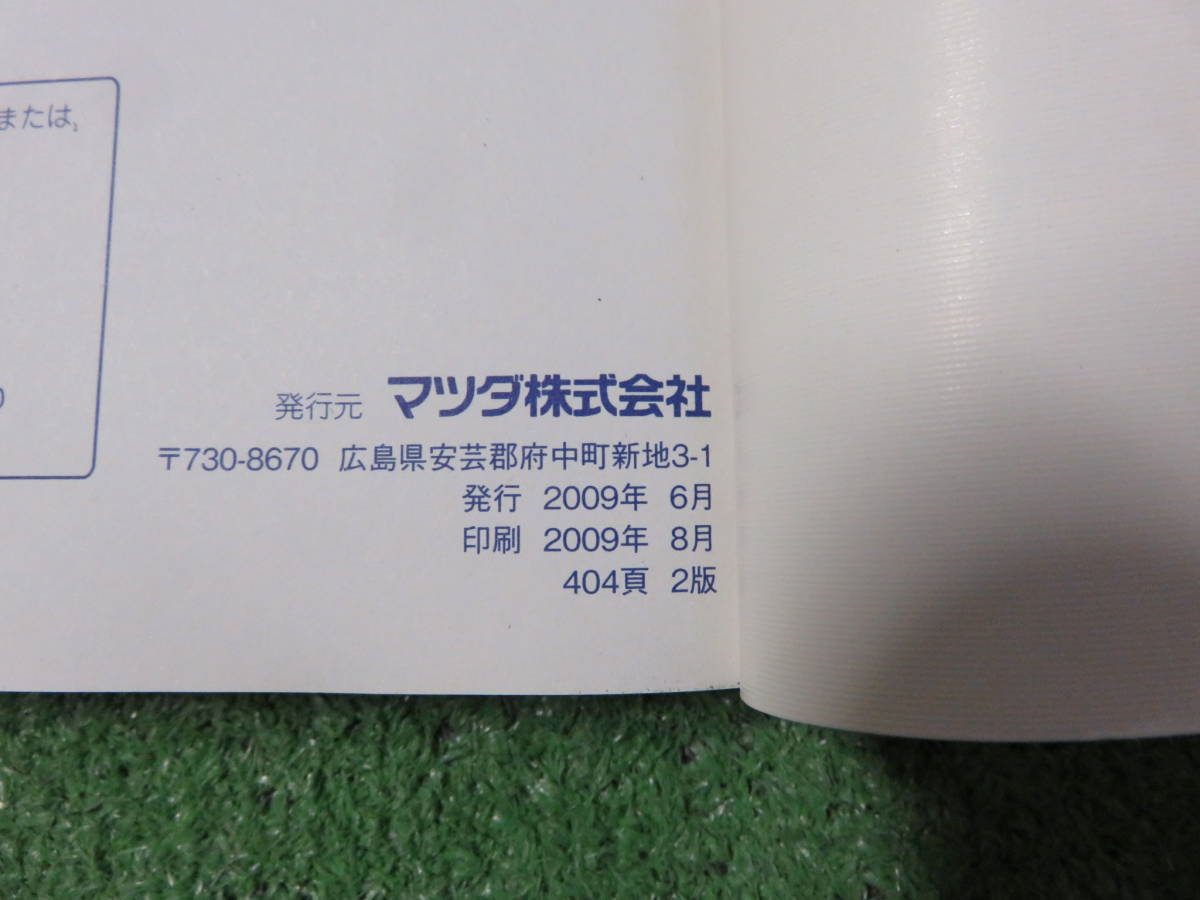 または、
発行元 マツダ株式会社
〒730-8670 広島県安芸郡府中町新地3-1
発行 2009年 6月
印刷 2009年 8月
404頁 2版